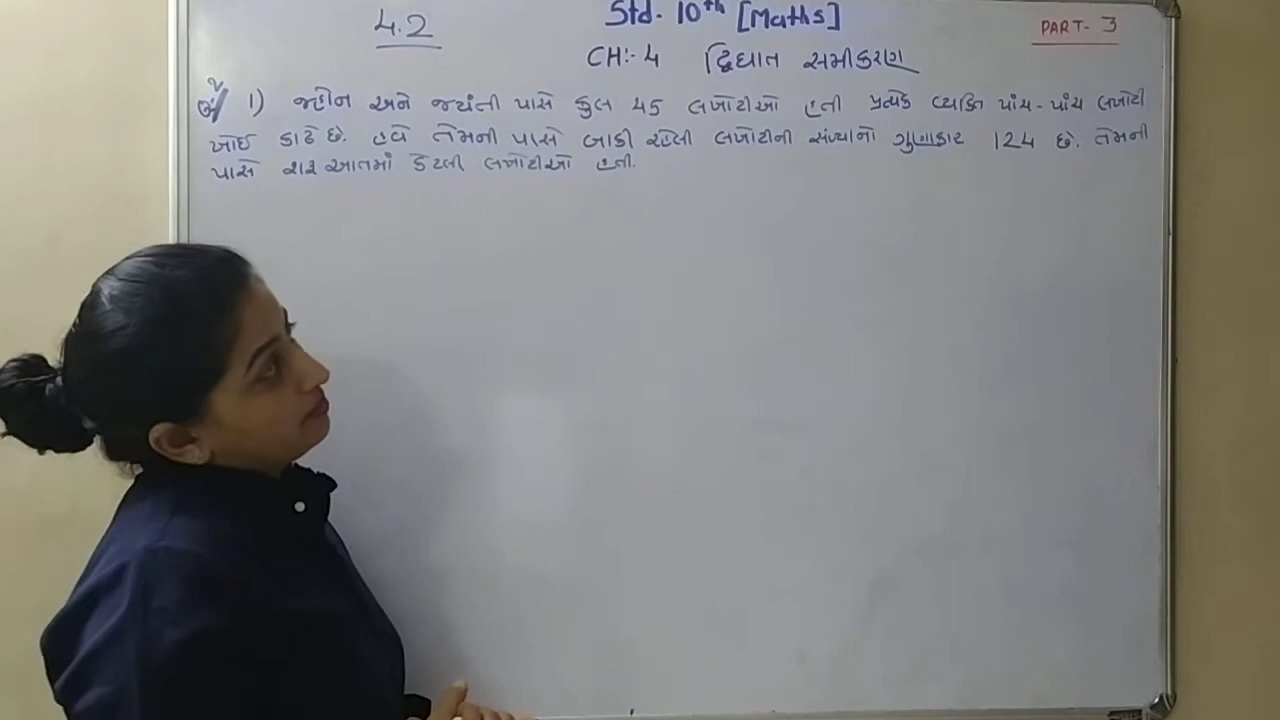 4.2
Std. 10th [Maths]
PART- 3
CH:- 4 દ્વિઘાત સમીકરણ
2
1) જહોન અને જયંતી પાસે કુલ 45 લખોટીઓ હતી પ્રત્યેક વ્યક્તિ પાંચ-પાંચ લખોટી
ખોઈ કાઢે છે. હવે તેમની પાસે બાકી રહેલી લખોટીની સંખ્યાનો ગુણાકાર 124 છે. તેમની
પાસે શરૂઆતમાં કેટલી લખોટીઓ હતી.